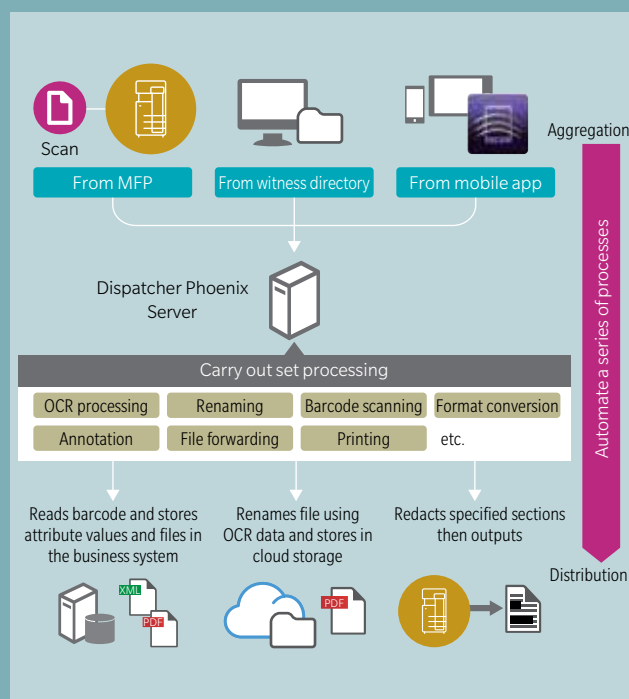 Scan
Aggregation
From MFP
From witness directory
From mobile app
Dispatcher Phoenix
Server
Automate a series of processes
Carry out set processing
OCR processing
Renaming
Barcode scanning
Format conversion
Annotation
File forwarding
Printing
etc.
Reads barcode and stores
attribute values and files in
the business system
Renames file using
OCR data and stores in
cloud storage
Redacts specified sections
then outputs
Distribution
XML
PDF
PDF